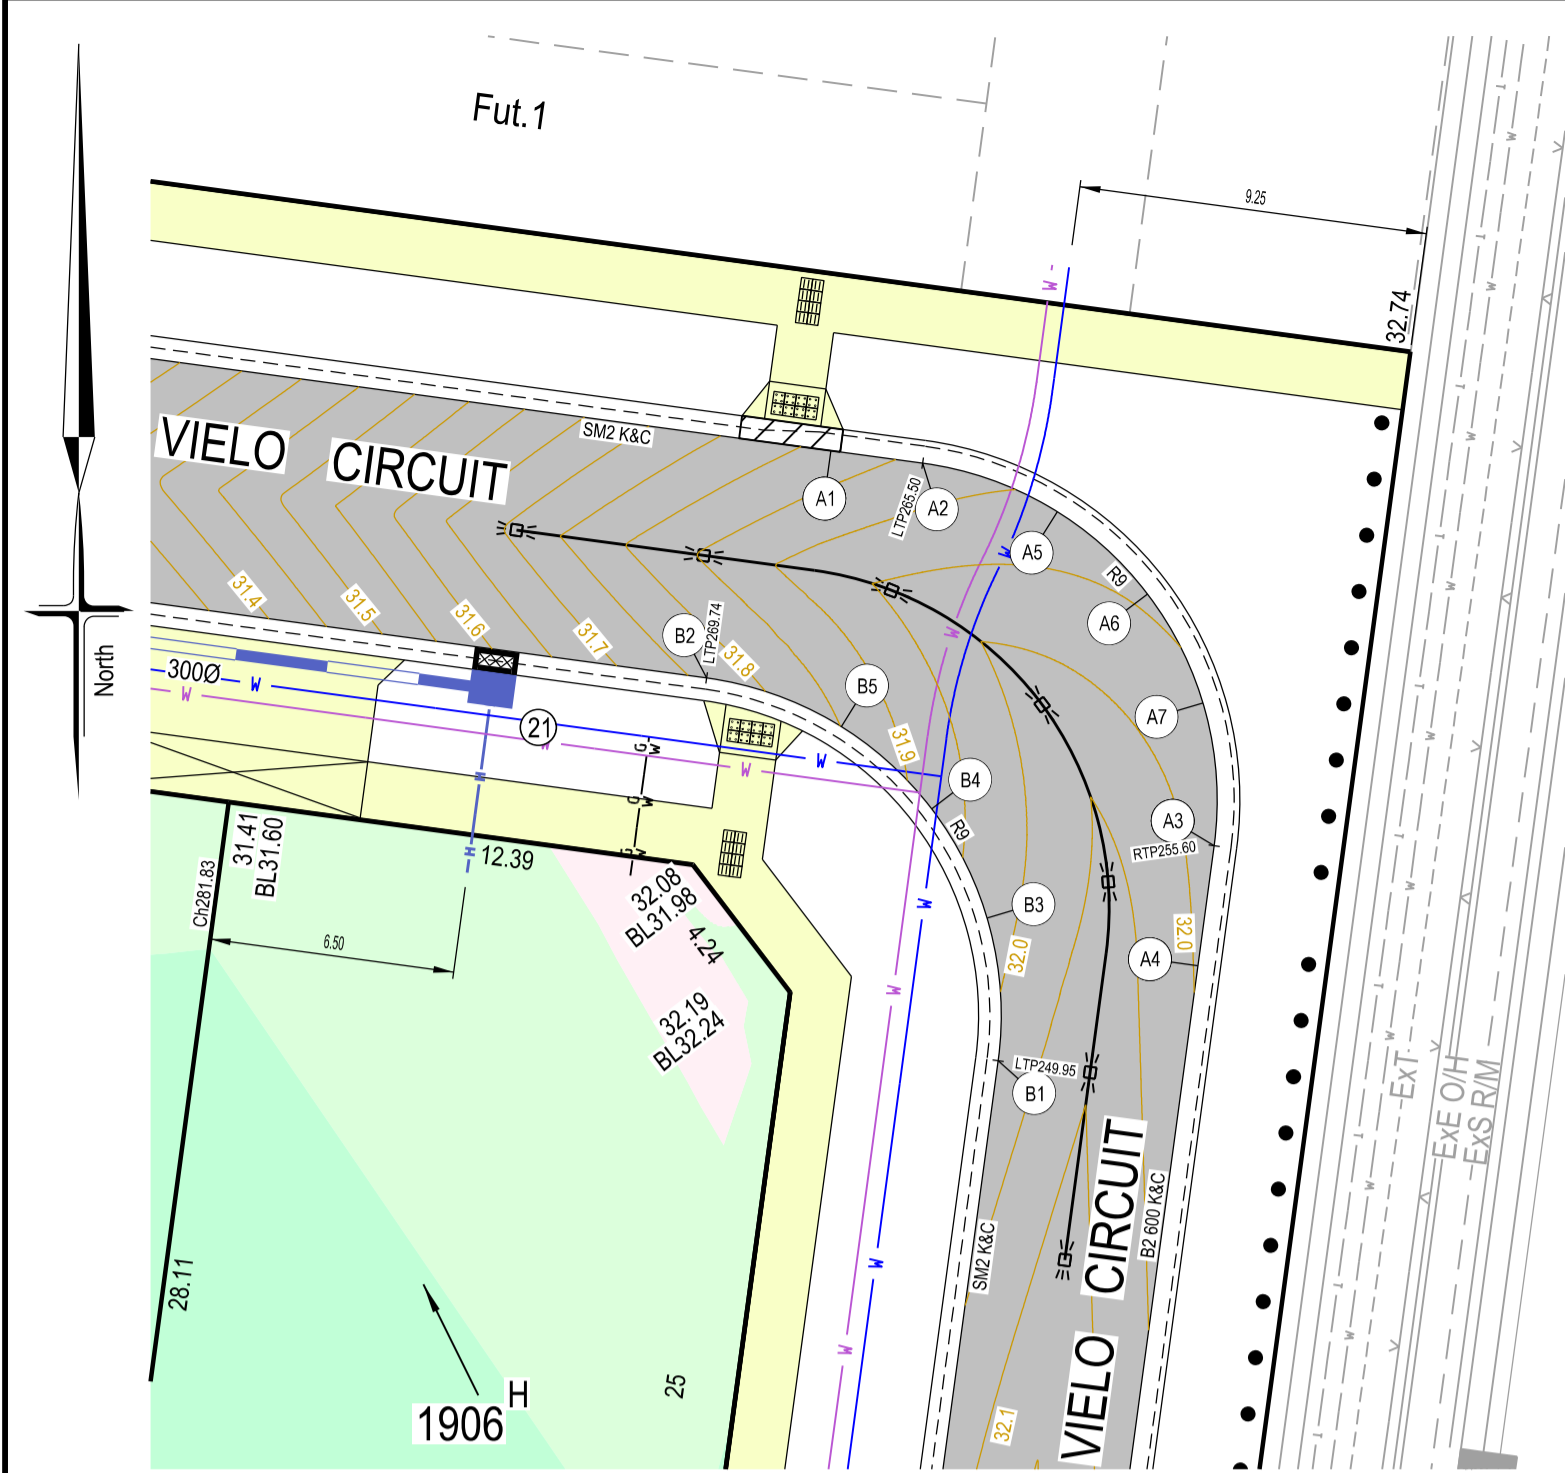 Fut.1
9.25
32.74
W
SM2 K&C
VIELO CIRCUIT
A1
LTP265.50
A2
W
A5
R9
A6
31.4
31.5
31.6
31.7
B2
LTP269.74
31.8
W
North
300Ø
W
W
21
W
G
W
W
W
B5
31.9
A7
B4
R9
A3
RTP255.60
H
G
W
G
W
31.41
BL31.60
Ch281.83
H
12.39
32.08
BL31.98
4.24
6.50
W
B3
32.0
32.0
A4
W
32.19
BL32.24
LTP249.95
B1
ExT
ExE O/H
ExS R/M
28.11
W
SM2 K&C
B2 600 K&C
VIELO CIRCUIT
W
25
H
1906
32.1